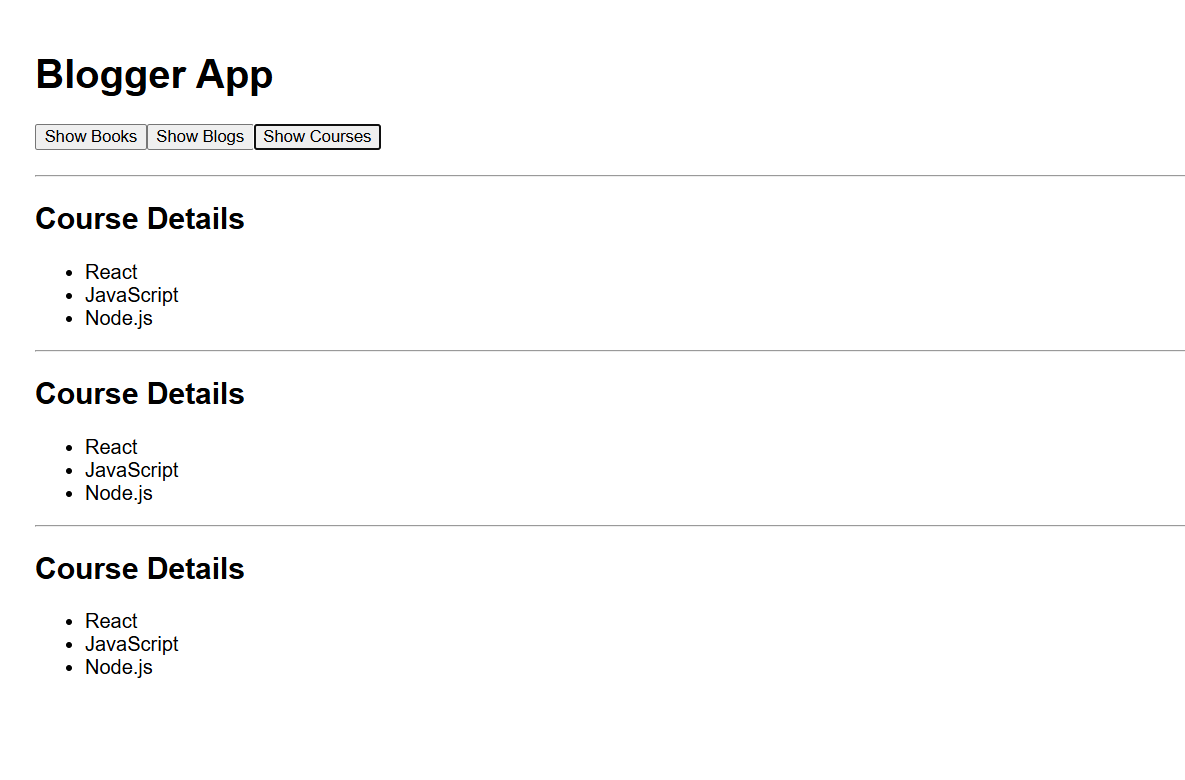 Blogger App
Show Books Show Blogs Show Courses
Course Details
React
JavaScript
Node.js
Course Details
React
JavaScript
Node.js
Course Details
React
JavaScript
Node.js